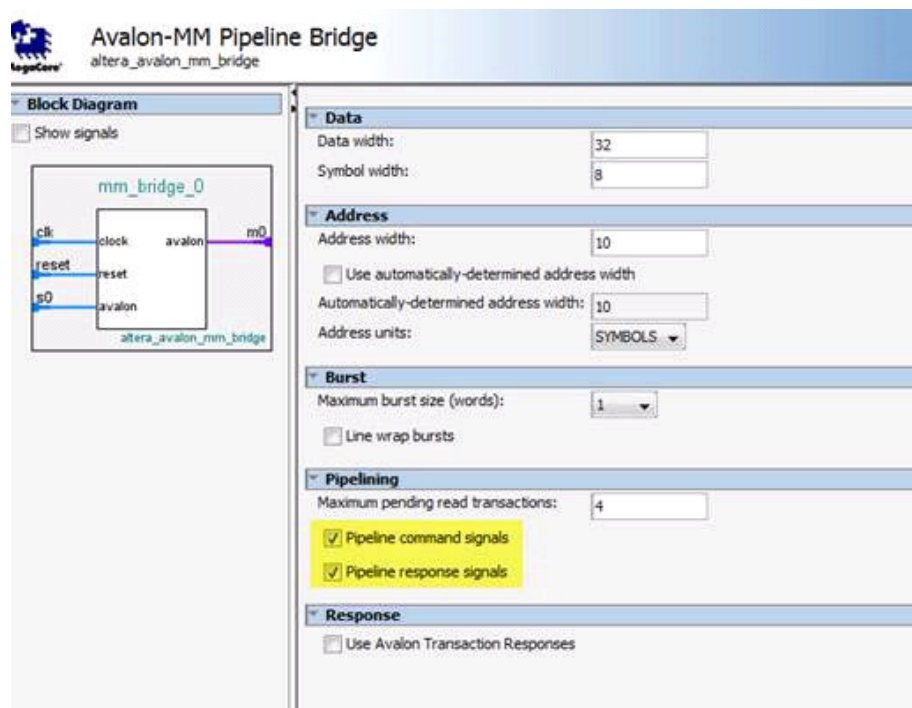 Avalon-MM Pipeline Bridge
altera_avalon_mm_bridge
Block Diagram
Show signals
mm_bridge_0
clk
clock
avalon
m0
reset
reset
s0
avalon
altera_avalon_mm_bridge
Data
Data width: 32
Symbol width: 8
Address
Address width: 10
Use automatically-determined address width
Automatically-determined address width: 10
Address units: SYMBOLS
Burst
Maximum burst size (words): 1
Line wrap bursts
Pipelining
Maximum pending read transactions: 4
Pipeline command signals
Pipeline response signals
Response
Use Avalon Transaction Responses